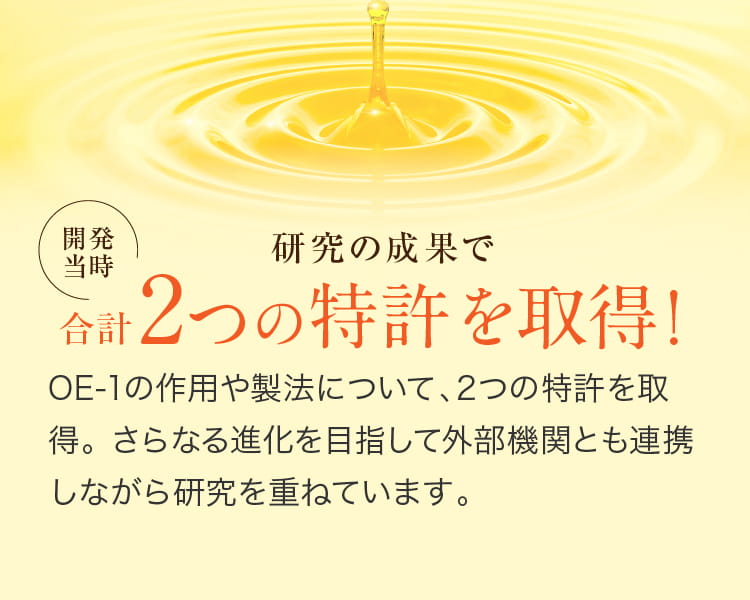 開発
当時
研究の成果で
合計2つの特許を取得!
OE-1の作用や製法について、2つの特許を取
得。さらなる進化を目指して外部機関とも連携
しながら研究を重ねています。